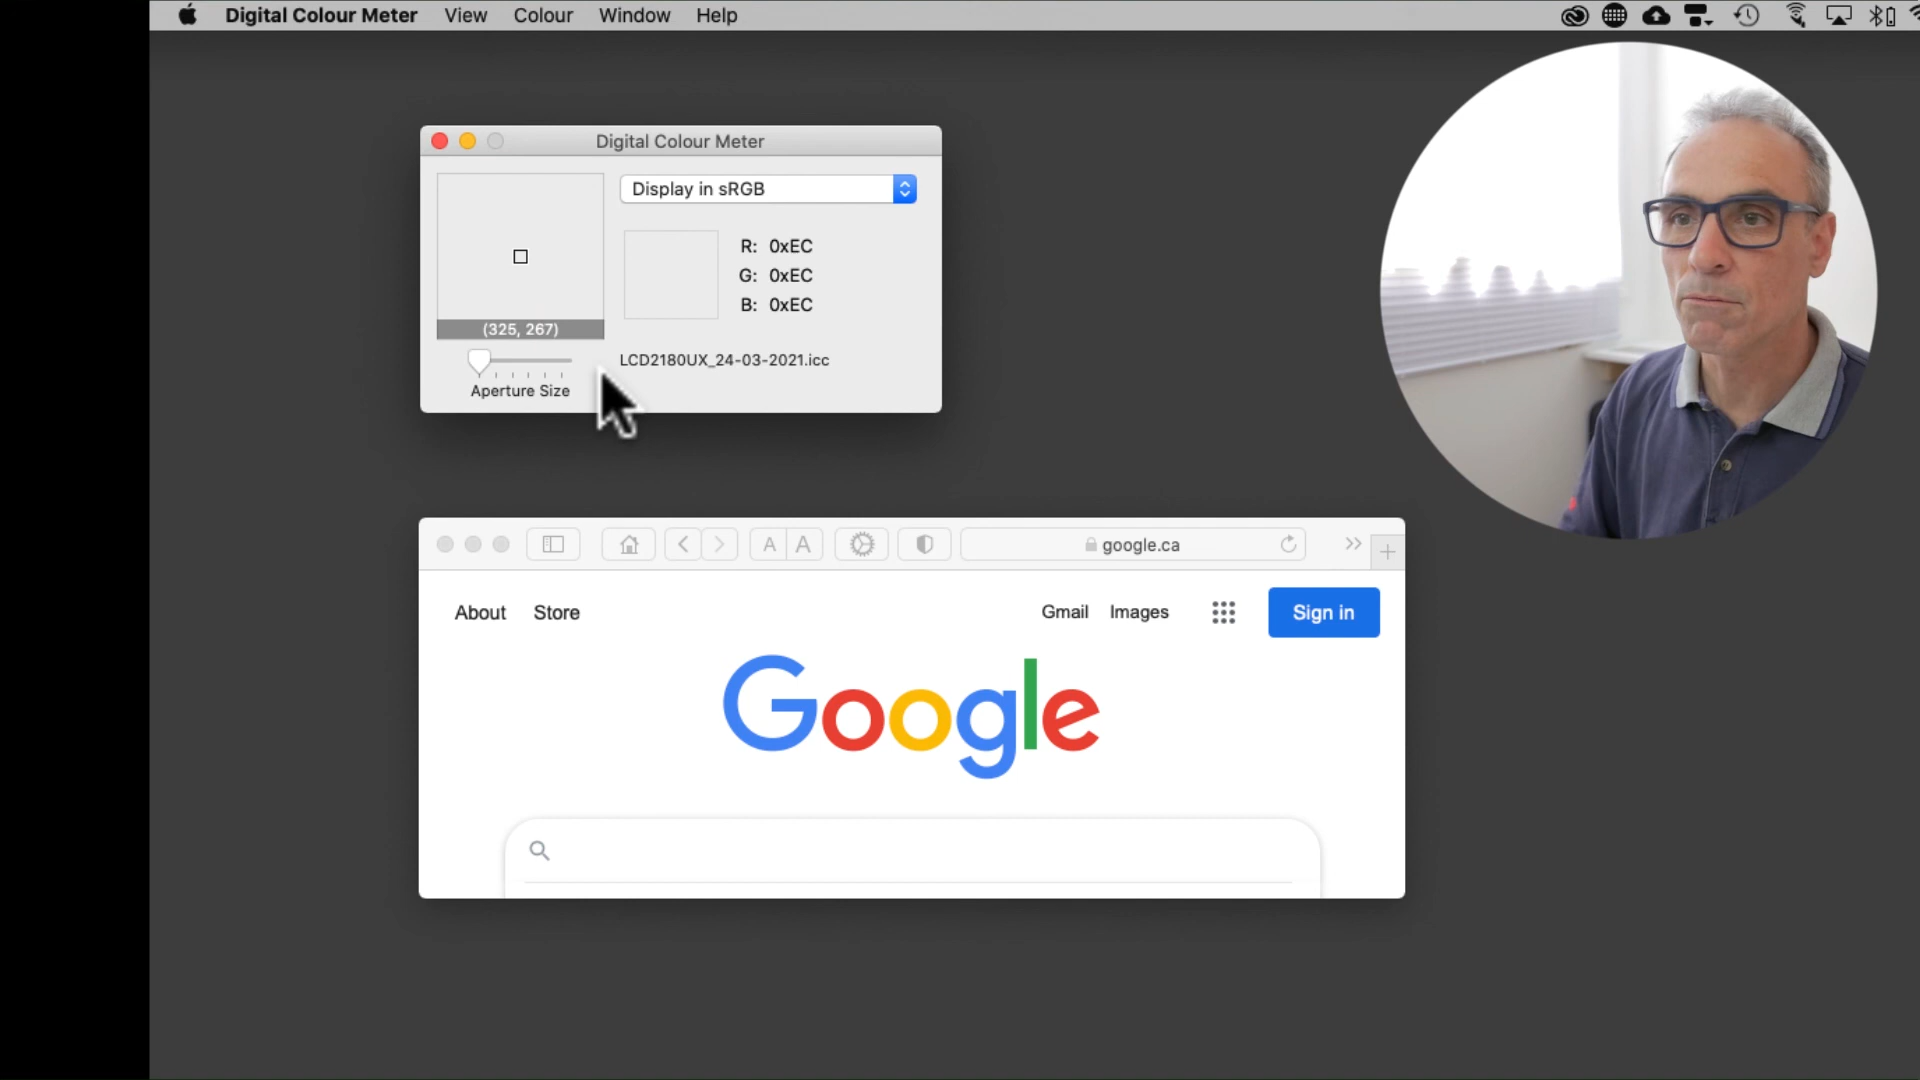 Digital Colour Meter View Colour Window Help
Digital Colour Meter
Display in sRGB
R: 0xEC
G: 0xEC
B: 0xEC
(325, 267)
LCD2180UX_24-03-2021.icc
Aperture Size
A A google.ca
About Store Gmail Images Sign in
Google